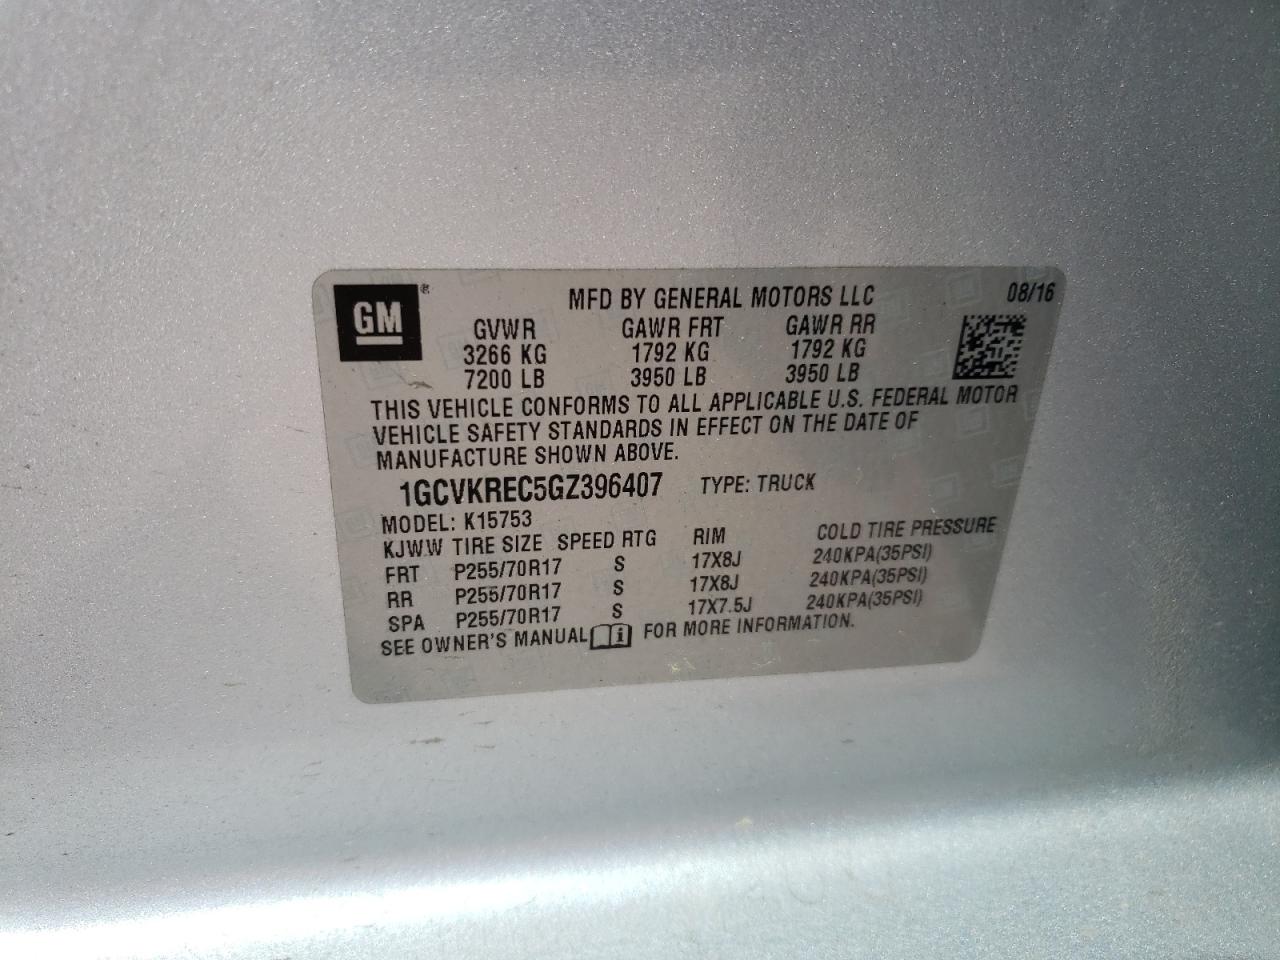 GM®
MFD BY GENERAL MOTORS LLC 08/16
GVWR GAWR FRT GAWR RR
3266 KG 1792 KG 1792 KG
7200 LB 3950 LB 3950 LB
THIS VEHICLE CONFORMS TO ALL APPLICABLE U.S. FEDERAL MOTOR
VEHICLE SAFETY STANDARDS IN EFFECT ON THE DATE OF
MANUFACTURE SHOWN ABOVE.
1GCVKREC5GZ396407 TYPE: TRUCK
MODEL: K15753
KJWW TIRE SIZE SPEED RTG RIM COLD TIRE PRESSURE
FRT P255/70R17 S 17X8J 240KPA(35PSI)
RR P255/70R17 S 17X8J 240KPA(35PSI)
SPA P255/70R17 S 17X7.5J 240KPA(35PSI)
SEE OWNER'S MANUAL i FOR MORE INFORMATION.